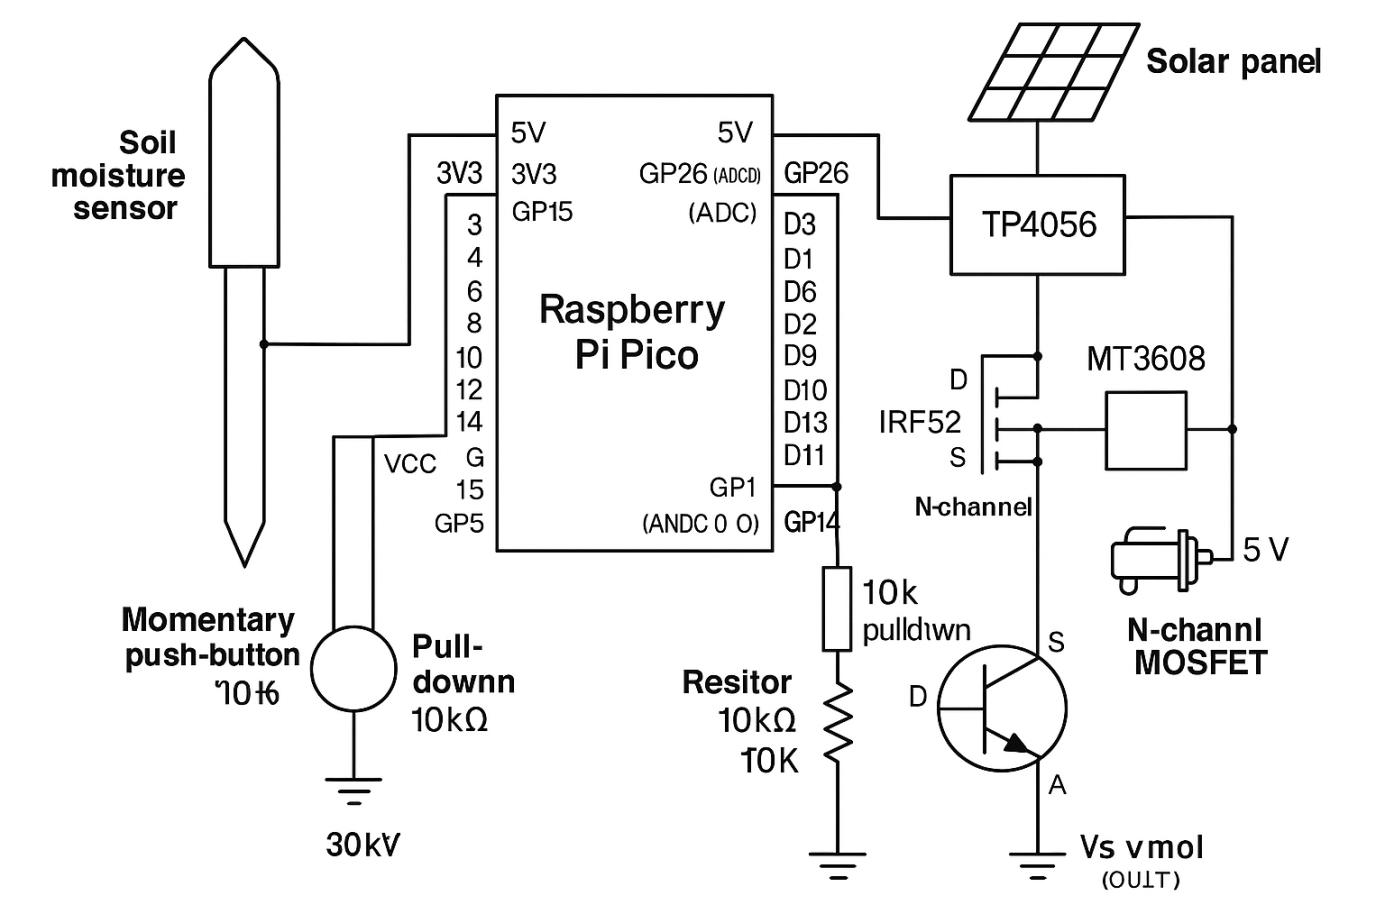 Solar panel
Soil
moisture
sensor
5V
5V
3V3
3V3
GP26 (ADCD)
GP26
GP15
(ADC)
3
4
6
8
10
12
14
G
15
GP5
D3
D1
D6
D2
D9
D10
D13
D11
Raspberry
Pi Pico
GP1
(ANDC 0 O)
GP14
VCC
TP4056
D
IRF52
S
N-channel
MT3608
5 V
N-channl
MOSFET
Momentary
push-button
Pull-
downn
10kΩ
10k
Resitor
10kΩ
10K
S
D
A
30kV
Vs vmol